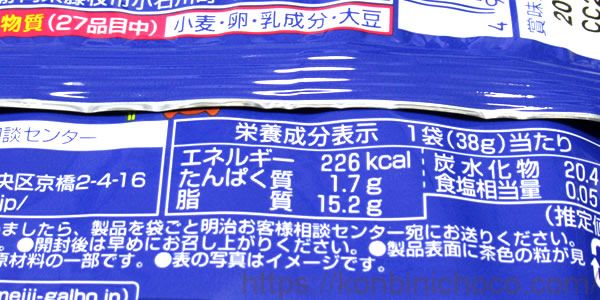 物質(27品目中) 小麦・卵・乳成分・大豆
賞味
談センター
栄養成分表示 1袋(38g)当たり
エネルギー 226 kcal
たんぱく質 1.7 g
脂質 15.2 g
炭水化物 20.4
食塩相当量 0.05
(推定値
央区京橋2-4-16
jp/
ましたら、製品を袋ごと明治お客様相談センター宛にお送りください。
。●開封後は早めにお召し上がりください。●製品表面に茶色の粒が見
原材料の一部です。●表の写真はイメージです。
meiji-galbo.jp)
https://konbinichoco.com/